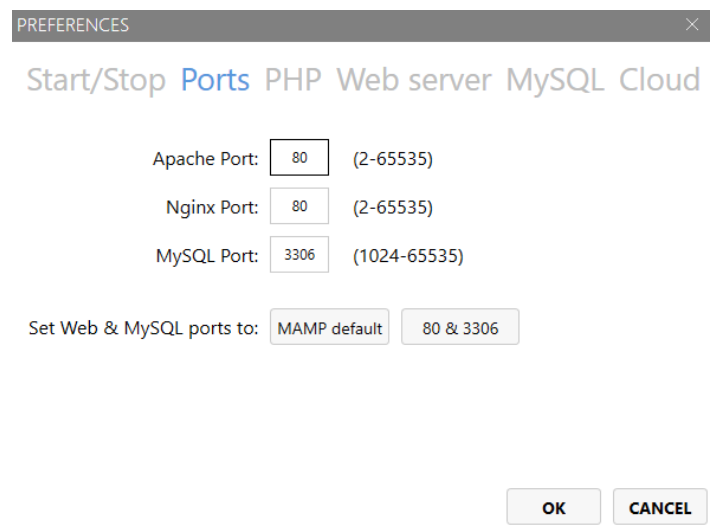 PREFERENCES
Start/Stop Ports PHP Web server MySQL Cloud
Apache Port: 80 (2-65535)
Nginx Port: 80 (2-65535)
MySQL Port: 3306 (1024-65535)
Set Web & MySQL ports to: MAMP default 80 & 3306
OK CANCEL